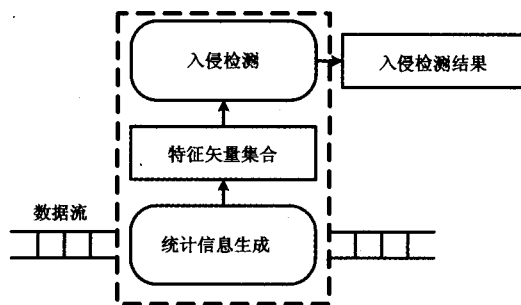 入侵检测
入侵检测结果
特征矢量集合
数据流
统计信息生成